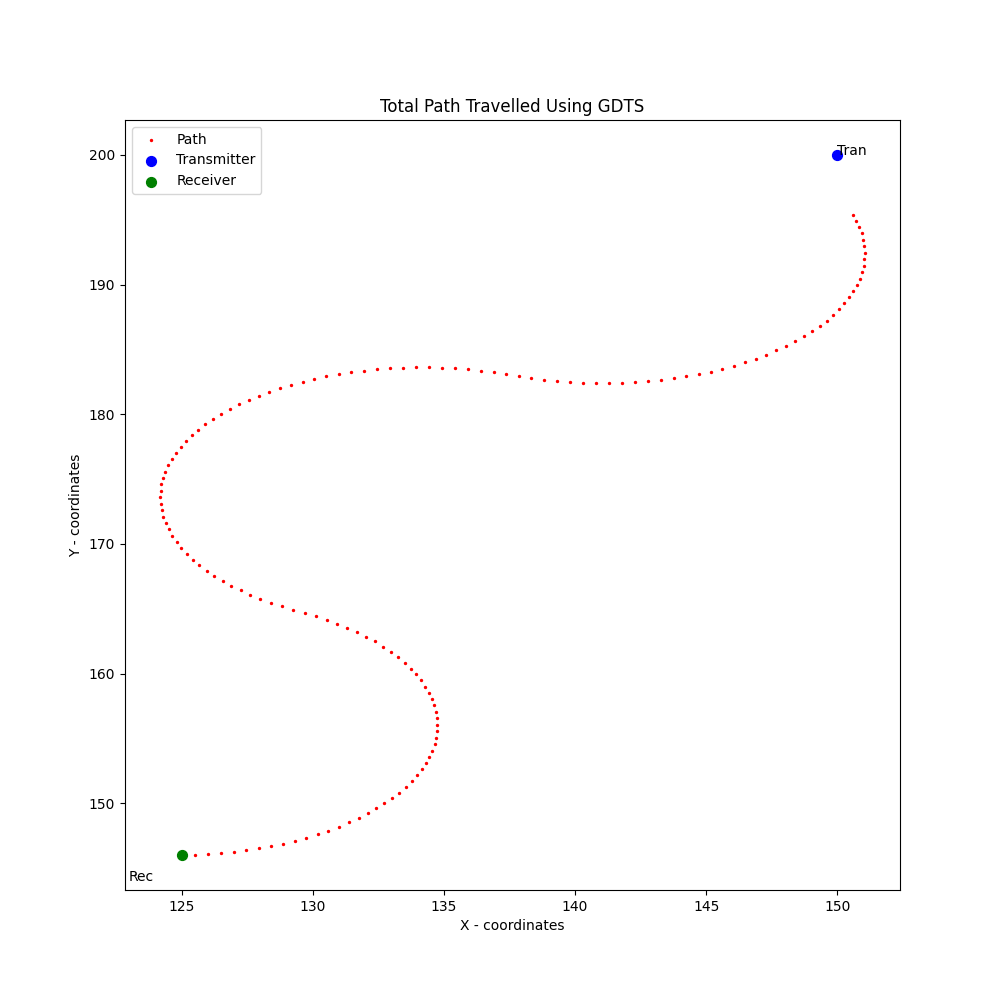 Total Path Travelled Using GDTS
Path
Transmitter
Receiver
Tran
Rec
200
190
180
170
160
150
Y - coordinates
125 130 135 140 145 150
X - coordinates